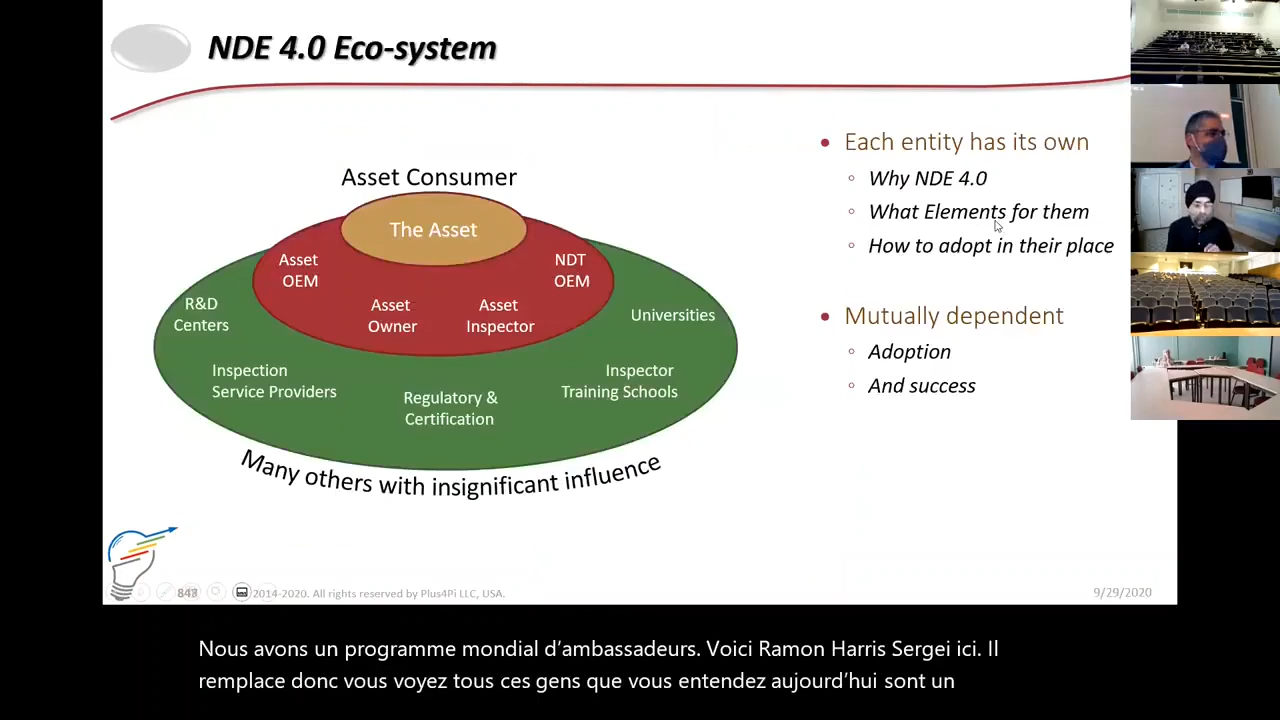 NDE 4.0 Eco-system
Asset Consumer
The Asset
Asset
OEM
NDT
OEM
Asset
Owner
Asset
Inspector
R&D
Centers
Universities
Inspection
Service Providers
Regulatory &
Certification
Inspector
Training Schools
Many others with insignificant influence
Each entity has its own
Why NDE 4.0
What Elements for them
How to adopt in their place
Mutually dependent
Adoption
And success
2014-2020. All rights reserved by Plus4Pi LLC, USA.
9/29/2020
Nous avons un programme mondial d'ambassadeurs. Voici Ramon Harris Sergei ici. Il
remplace donc vous voyez tous ces gens que vous entendez aujourd'hui sont un